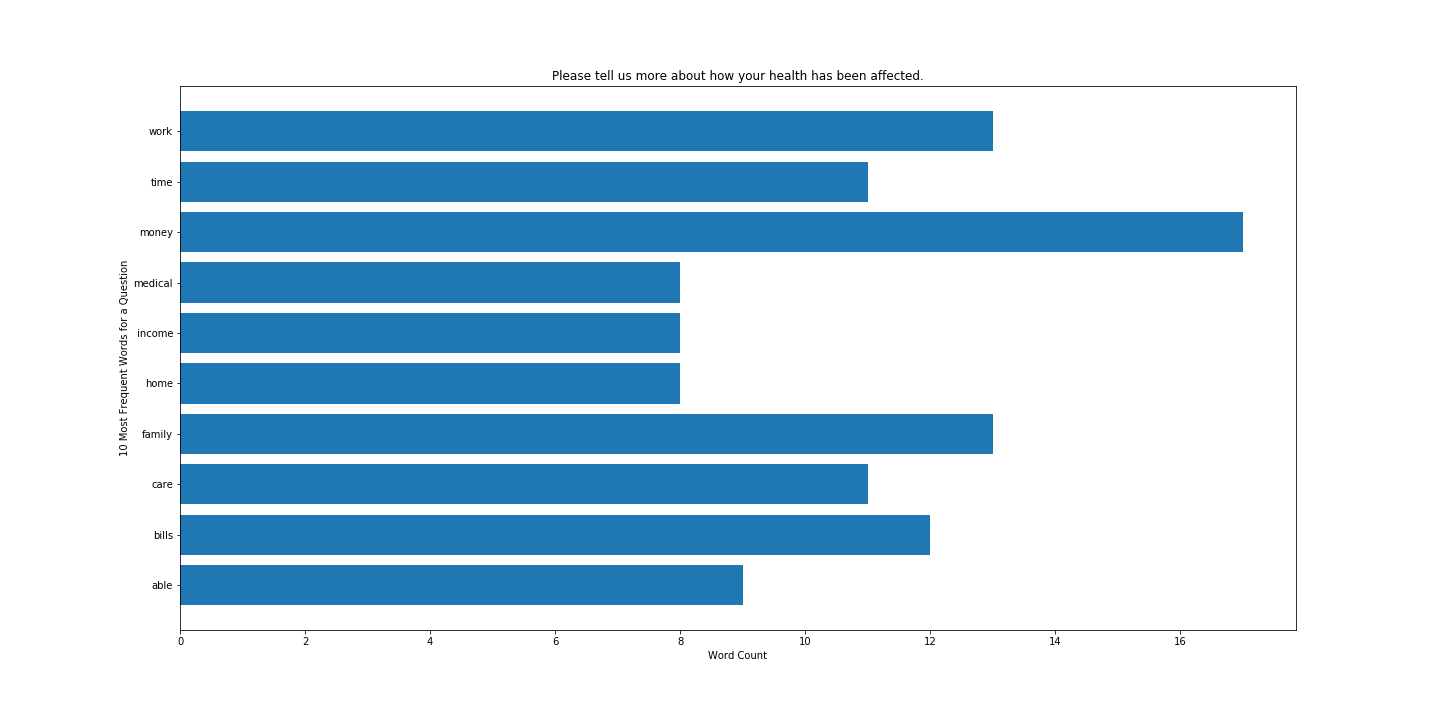 Please tell us more about how your health has been affected.
10 Most Frequent Words for a Question
work
time
money
medical
income
home
family
care
bills
able
0 2 4 6 8 10 12 14 16
Word Count